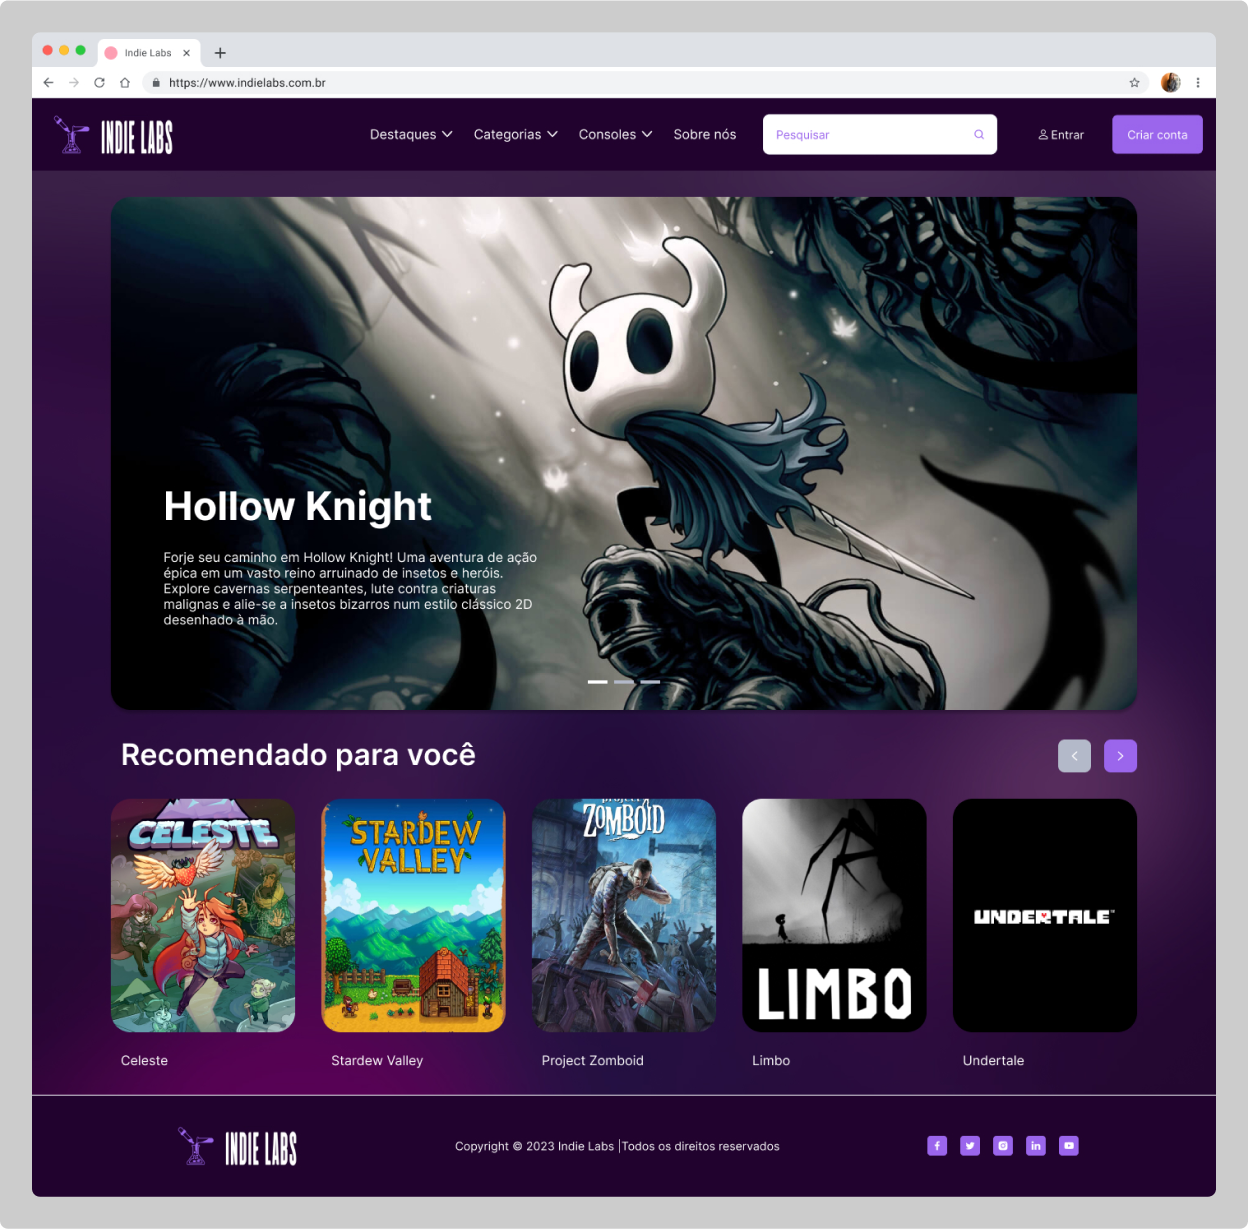 Indie Labs
https://www.indielabs.com.br
INDIE LABS
Destaques
Categorias
Consoles
Sobre nós
Pesquisar
Entrar
Criar conta
Hollow Knight
Forje seu caminho em Hollow Knight! Uma aventura de ação
épica em um vasto reino arruinado de insetos e heróis.
Explore cavernas serpenteantes, lute contra criaturas
malignas e alie-se a insetos bizarros num estilo clássico 2D
desenhado à mão.
Recomendado para você
CELESTE
STARDEW
VALLEY
project
ZOMBOID
LIMBO
UNDERTALE
Celeste
Stardew Valley
Project Zomboid
Limbo
Undertale
INDIE LABS
Copyright © 2023 Indie Labs |Todos os direitos reservados